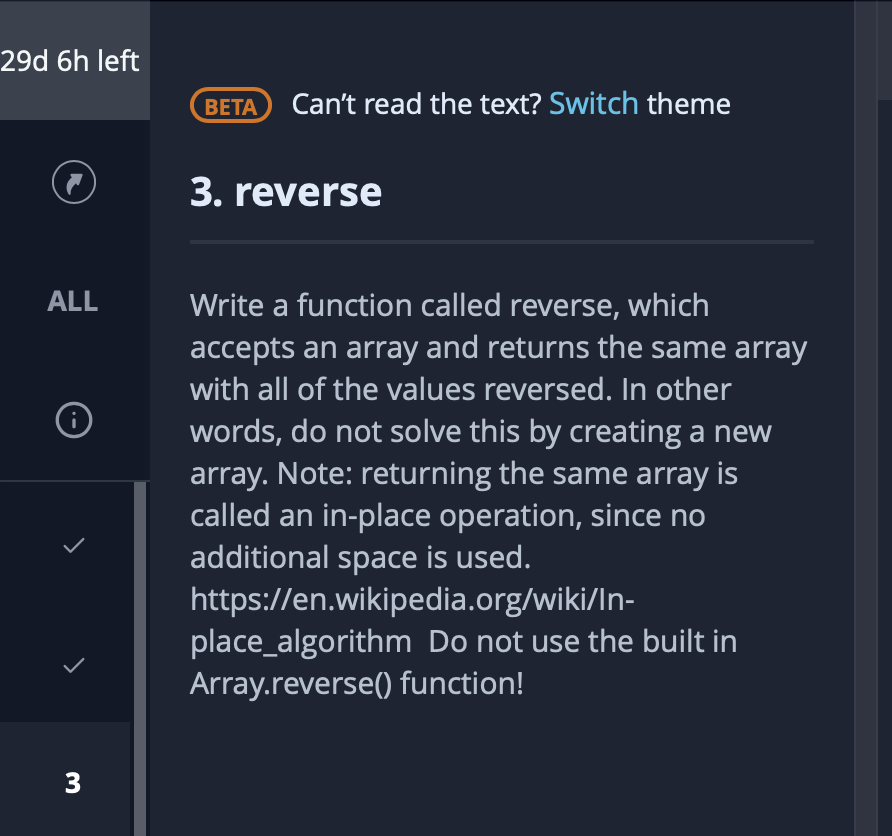 29d 6h left
BETA Can't read the text? Switch theme
3. reverse
ALL
Write a function called reverse, which
accepts an array and returns the same array
with all of the values reversed. In other
words, do not solve this by creating a new
array. Note: returning the same array is
called an in-place operation, since no
additional space is used.
https://en.wikipedia.org/wiki/In-
place_algorithm  Do not use the built in
Array.reverse() function!
3